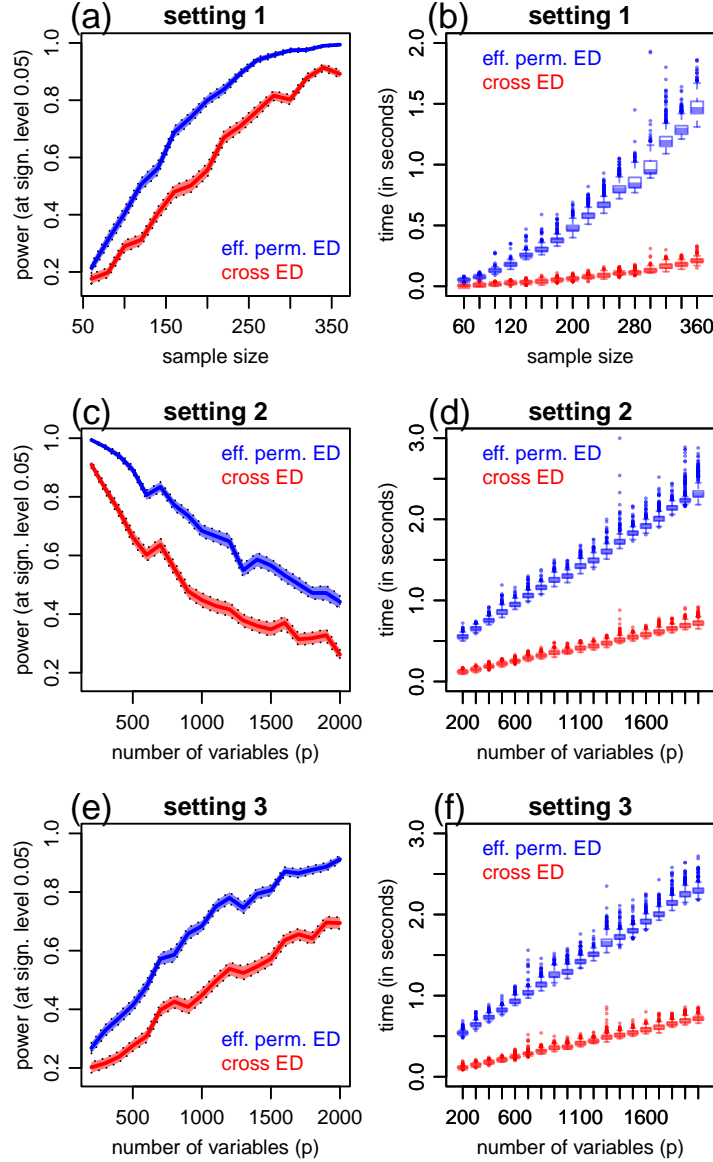 (a) setting 1
power (at sign. level 0.05)
0.2 0.4 0.6 0.8 1.0
eff. perm. ED
cross ED
50 150 250 350
sample size
(b) setting 1
time (in seconds)
0.0 0.5 1.0 1.5 2.0
eff. perm. ED
cross ED
60 120 200 280 360
sample size
(c) setting 2
power (at sign. level 0.05)
0.2 0.4 0.6 0.8 1.0
eff. perm. ED
cross ED
500 1000 1500 2000
number of variables (p)
(d) setting 2
time (in seconds)
0.0 1.0 2.0 3.0
eff. perm. ED
cross ED
200 600 1100 1600
number of variables (p)
(e) setting 3
power (at sign. level 0.05)
0.2 0.4 0.6 0.8 1.0
eff. perm. ED
cross ED
500 1000 1500 2000
number of variables (p)
(f) setting 3
time (in seconds)
0.0 1.0 2.0 3.0
eff. perm. ED
cross ED
200 600 1100 1600
number of variables (p)